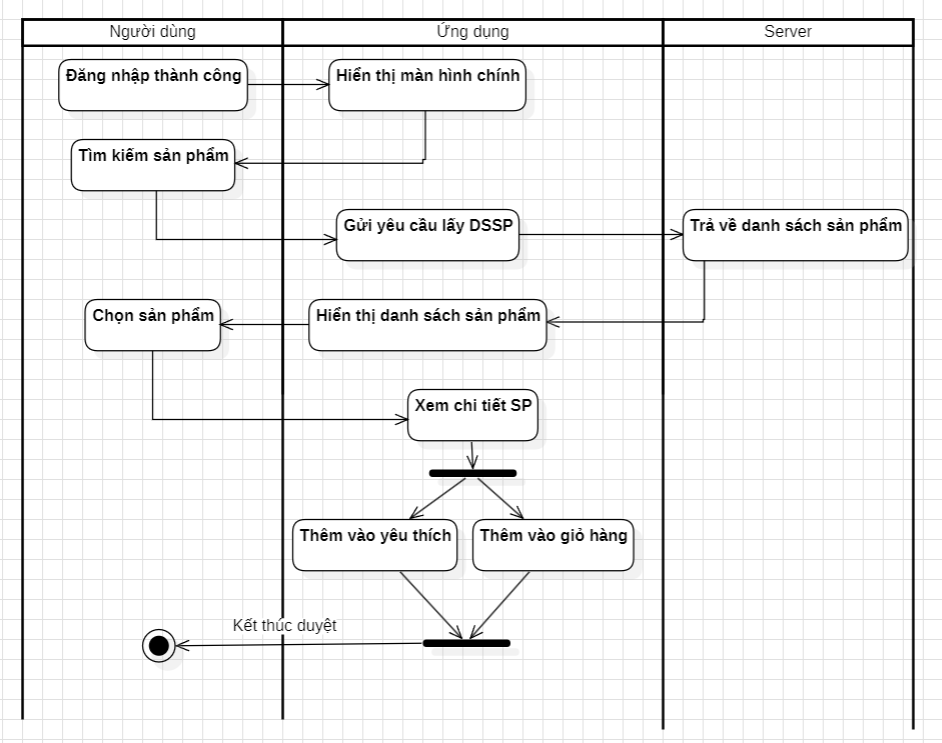 Người dùng
Ứng dụng
Server
Đăng nhập thành công
Hiển thị màn hình chính
Tìm kiếm sản phẩm
Gửi yêu cầu lấy DSSP
Trả về danh sách sản phẩm
Chọn sản phẩm
Hiển thị danh sách sản phẩm
Xem chi tiết SP
Thêm vào yêu thích
Thêm vào giỏ hàng
Kết thúc duyệt